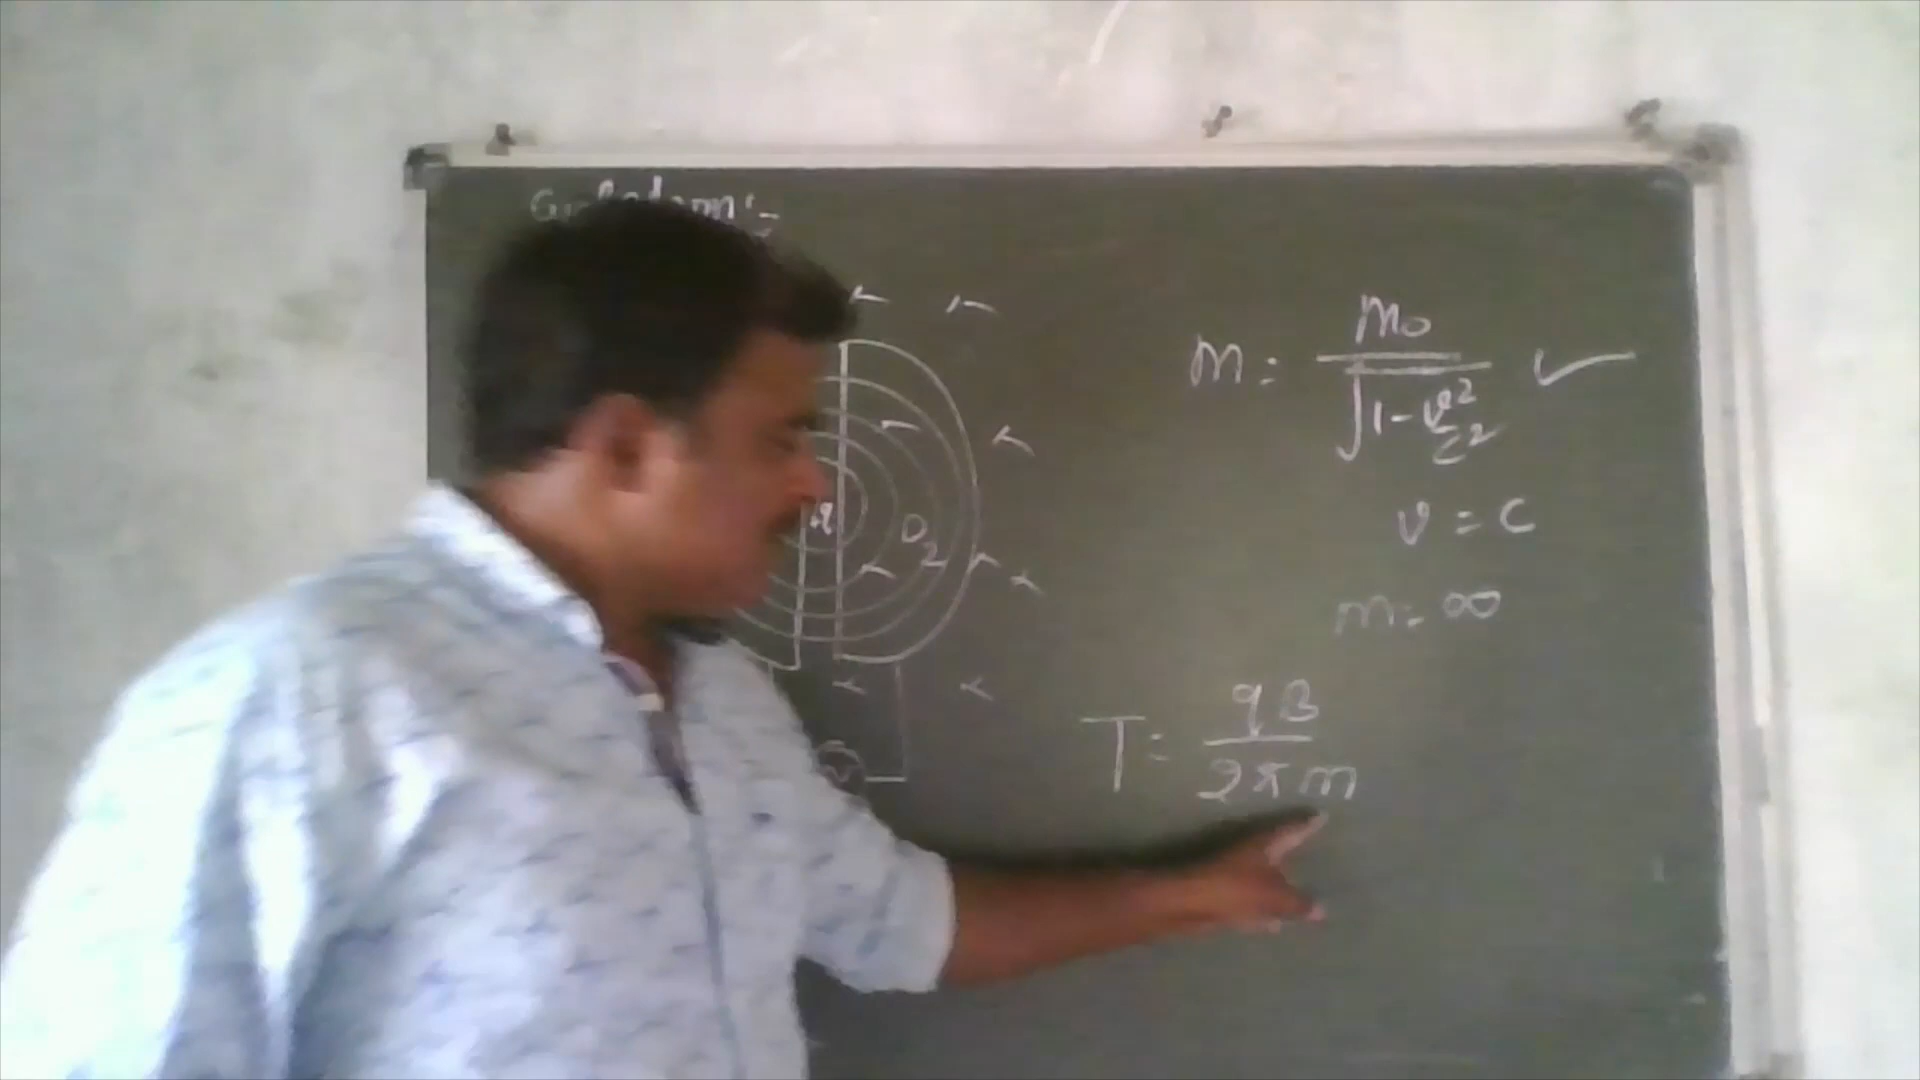 m = m₀ / √1 - v²/c² ✓
v = c
m = ∞
D₂
T = qB / 2πm